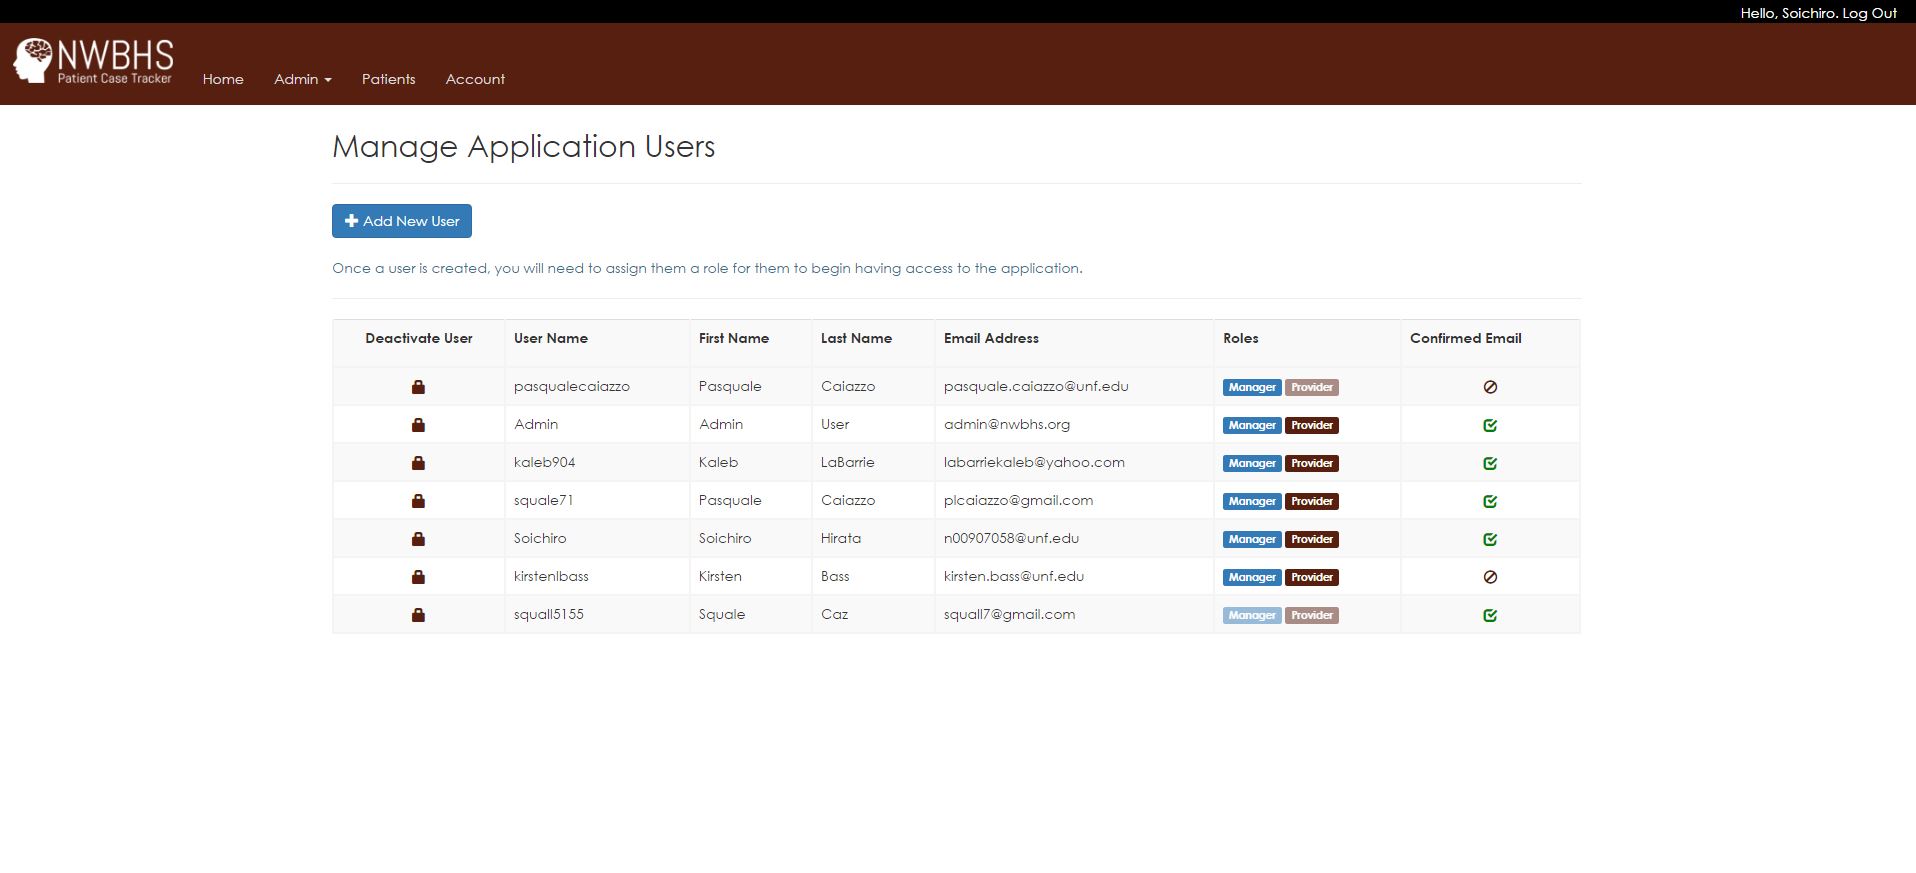 Hello, Soichiro. Log Out
NWBHS
Patient Case Tracker
Home Admin Patients Account
Manage Application Users
Add New User
Once a user is created, you will need to assign them a role for them to begin having access to the application.
Deactivate User User Name First Name Last Name Email Address Roles Confirmed Email
pasqualecaiazzo Pasquale Caiazzo pasquale.caiazzo@unf.edu Manager Provider
Admin Admin User admin@nwbhs.org Manager Provider
kaleb904 Kaleb LaBarrie labarriekaleb@yahoo.com Manager Provider
squale71 Pasquale Caiazzo plcaiazzo@gmail.com Manager Provider
Soichiro Soichiro Hirata n00907058@unf.edu Manager Provider
kirstenlbass Kirsten Bass kirsten.bass@unf.edu Manager Provider
squall5155 Squale Caz squall7@gmail.com Manager Provider